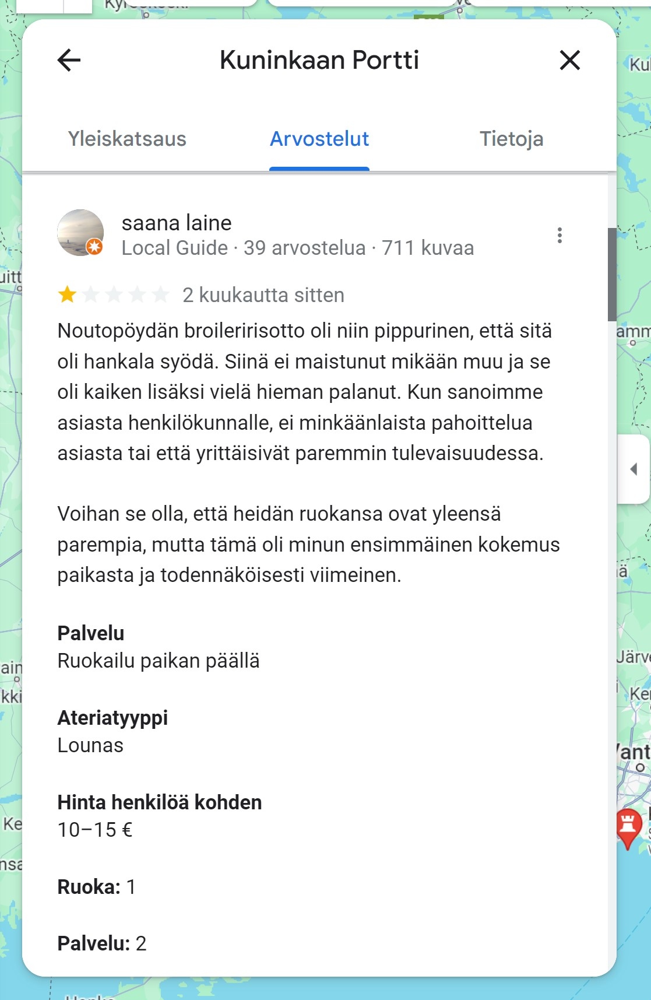 Kuninkaan Portti
Yleiskatsaus
Arvostelut
Tietoja
saana laine
Local Guide · 39 arvostelua · 711 kuvaa
2 kuukautta sitten
Noutopöydän broileririsotto oli niin pippurinen, että sitä
oli hankala syödä. Siinä ei maistunut mikään muu ja se
oli kaiken lisäksi vielä hieman palanut. Kun sanoimme
asiasta henkilökunnalle, ei minkäänlaista pahoittelua
asiasta tai että yrittäisivät paremmin tulevaisuudessa.
Voihan se olla, että heidän ruokansa ovat yleensä
parempia, mutta tämä oli minun ensimmäinen kokemus
paikasta ja todennäköisesti viimeinen.
Palvelu
Ruokailu paikan päällä
Ateriatyyppi
Lounas
Hinta henkilöä kohden
10–15 €
Ruoka: 1
Palvelu: 2